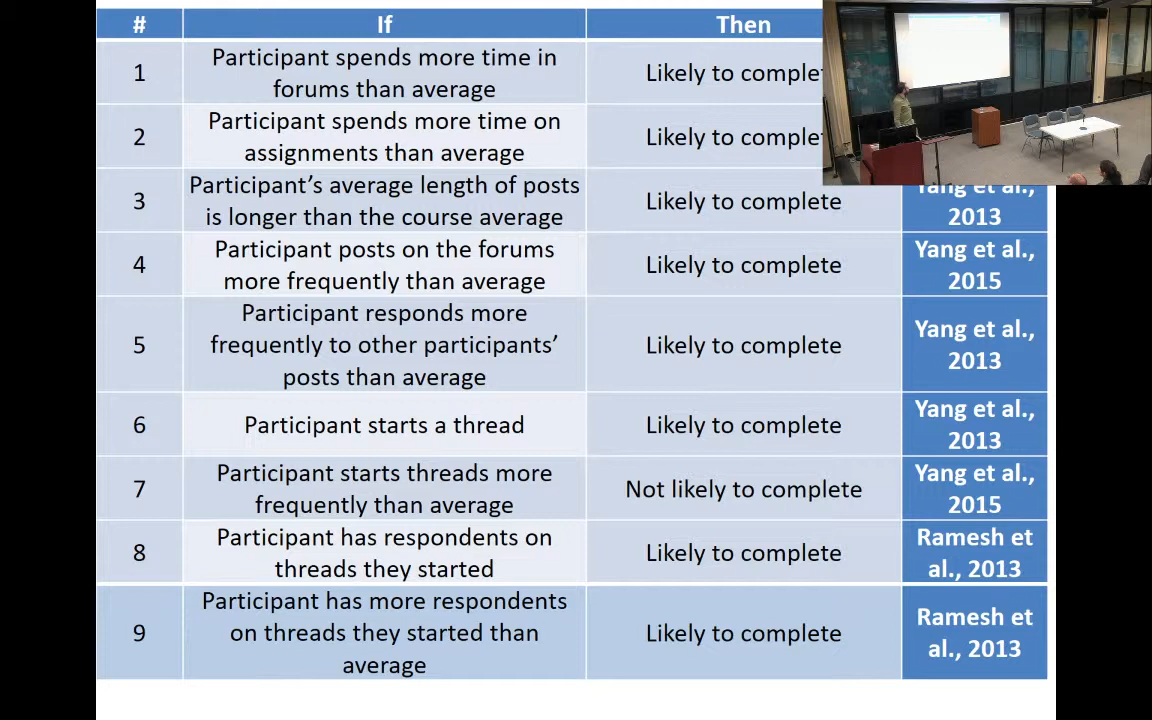 # If Then
1 Participant spends more time in
forums than average Likely to complete
2 Participant spends more time on
assignments than average Likely to complete
3 Participant’s average length of posts
is longer than the course average Likely to complete Yang et al.,
2013
4 Participant posts on the forums
more frequently than average Likely to complete Yang et al.,
2015
5 Participant responds more
frequently to other participants’
posts than average Likely to complete Yang et al.,
2013
6 Participant starts a thread Likely to complete Yang et al.,
2013
7 Participant starts threads more
frequently than average Not likely to complete Yang et al.,
2015
8 Participant has respondents on
threads they started Likely to complete Ramesh et
al., 2013
9 Participant has more respondents
on threads they started than
average Likely to complete Ramesh et
al., 2013